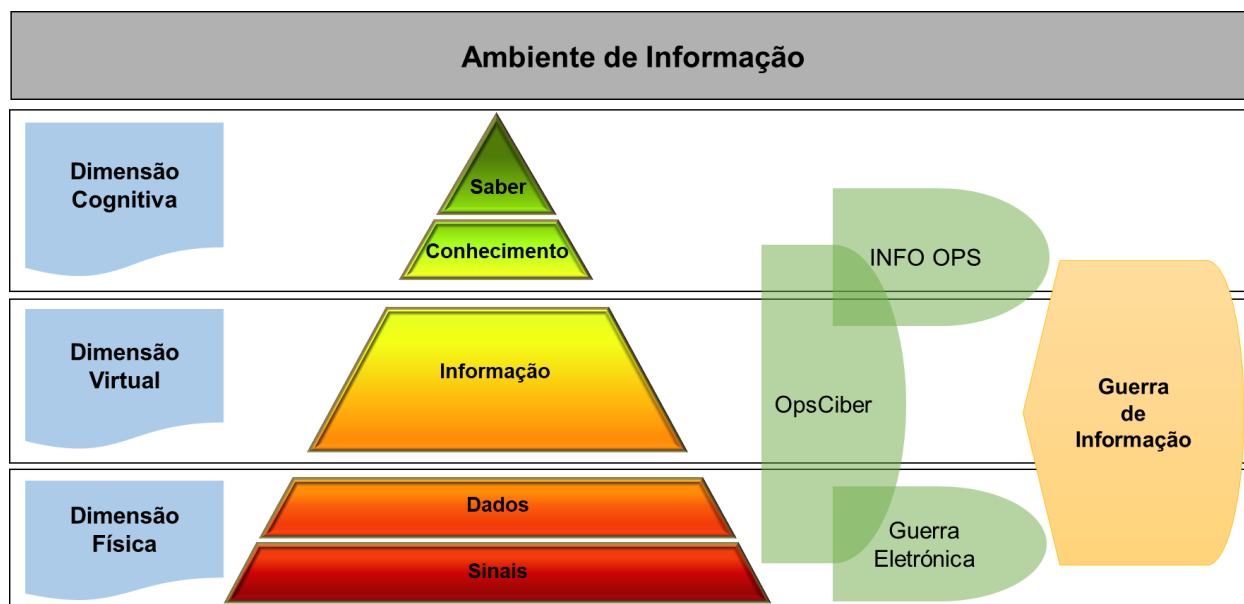 Ambiente de Informação
Dimensão
Cognitiva
Saber
Conhecimento
INFO OPS
Dimensão
Virtual
Informação
OpsCiber
Guerra
de
Informação
Dimensão
Física
Dados
Sinais
Guerra
Eletrónica